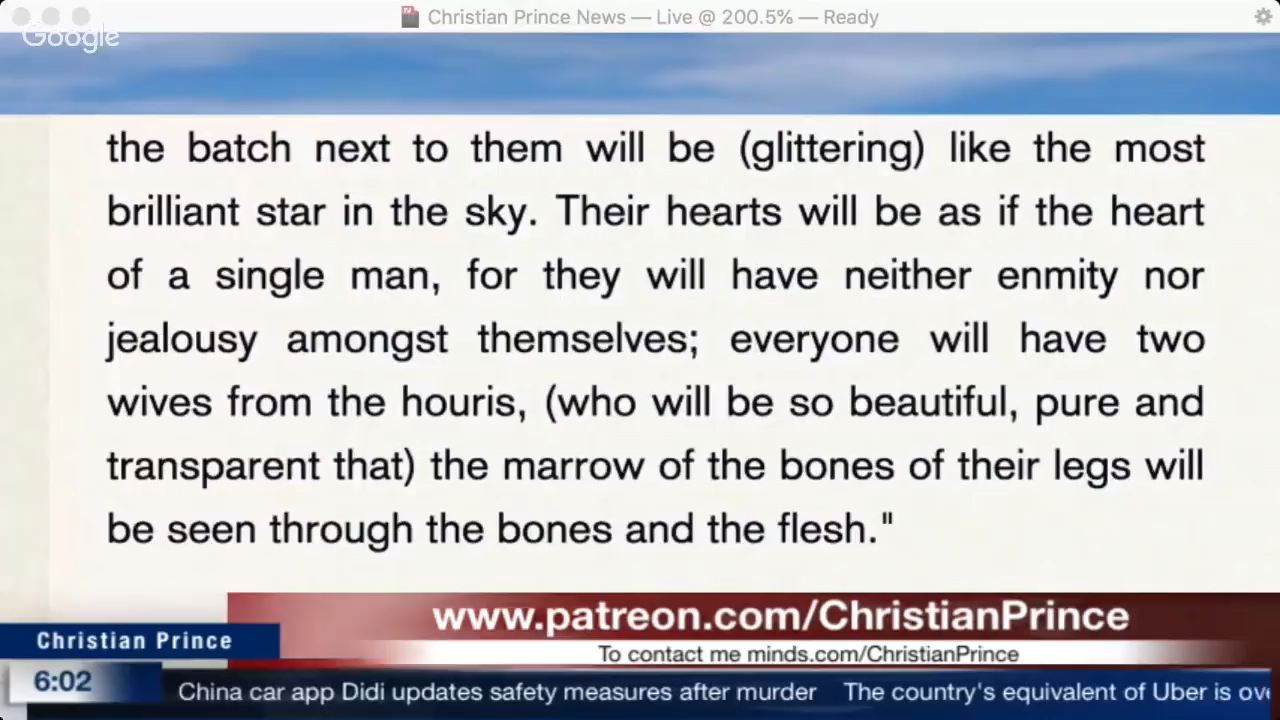 Christian Prince News — Live @ 200.5% — Ready
Google
the batch next to them will be (glittering) like the most
brilliant star in the sky. Their hearts will be as if the heart
of a single man, for they will have neither enmity nor
jealousy amongst themselves; everyone will have two
wives from the houris, (who will be so beautiful, pure and
transparent that) the marrow of the bones of their legs will
be seen through the bones and the flesh."
www.patreon.com/ChristianPrince
Christian Prince
To contact me minds.com/ChristianPrince
6:02
China car app Didi updates safety measures after murder The country's equivalent of Uber is ove